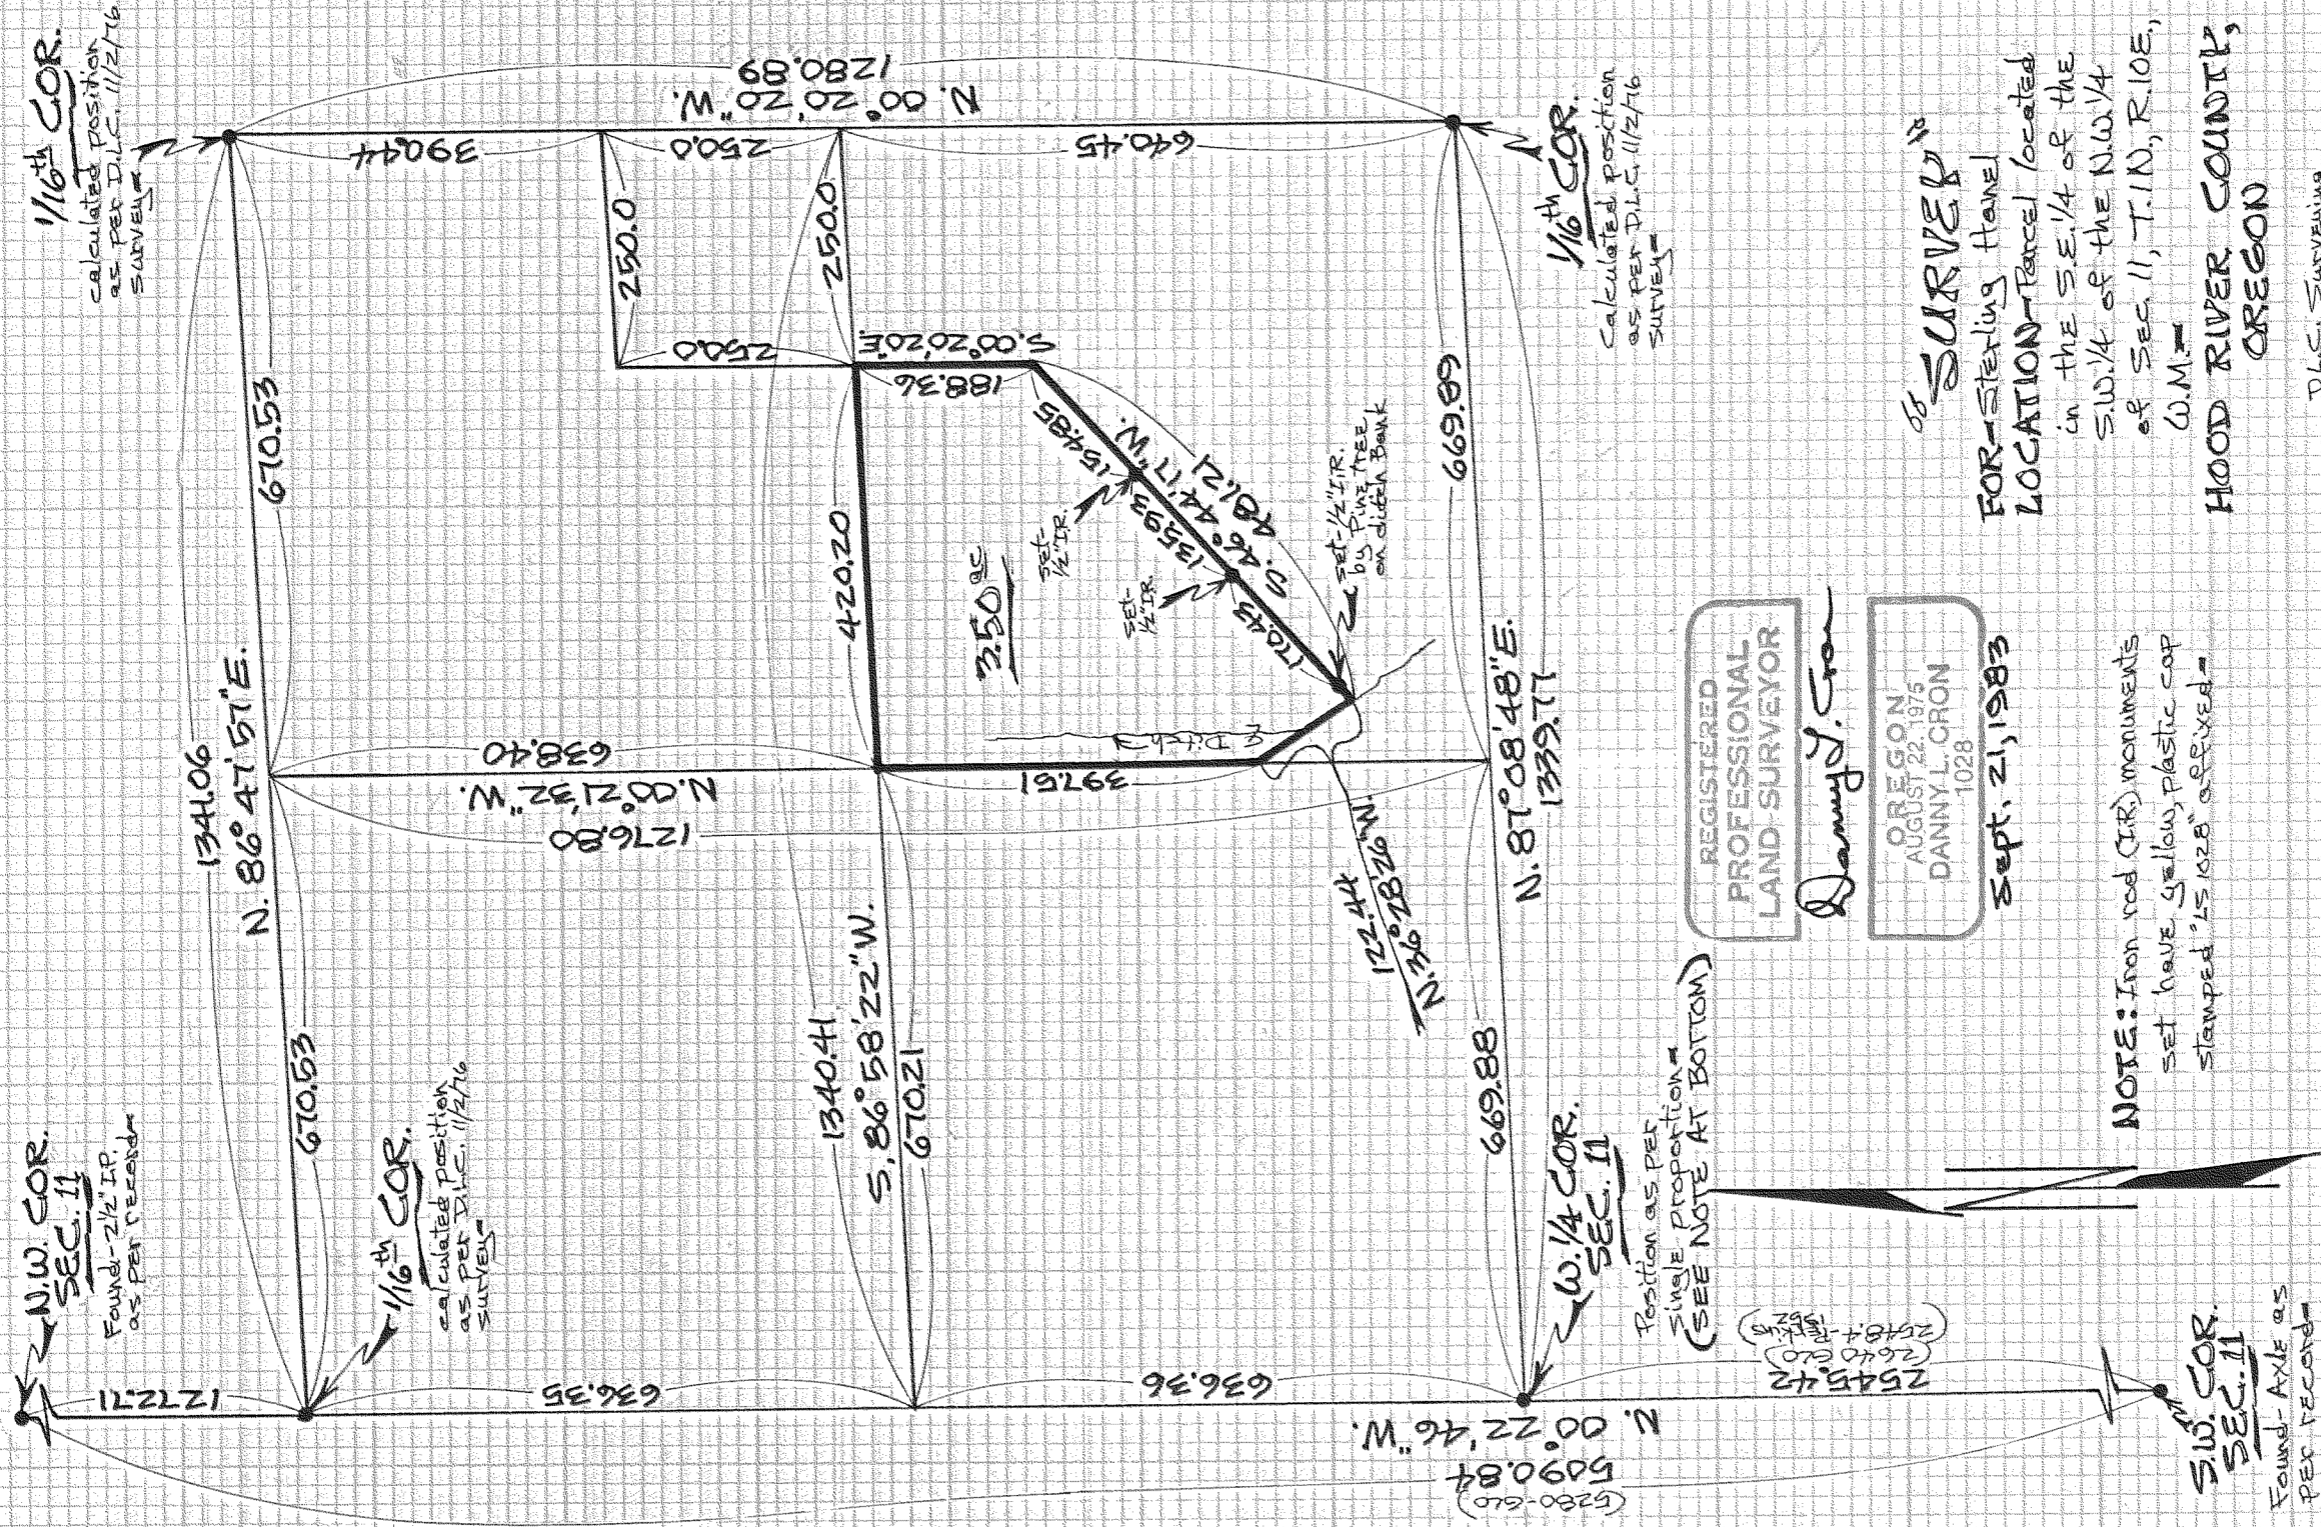 N.W. COR.
SEC. 11
Found-2½" I.P.
as per record-
1272.71
1/16th COR.
calculated position
as per D.L.C. 11/2/76
survey-
1341.06
N. 86° 47' 57" E.
670.53
670.53
1/16th COR.
calculated position
as per D.L.C. 11/2/76
survey-
390.44
250.0
640.45
N. 00° 20' 20" W.
1280.89
250.0
250.0
250.0
636.35
638.40
N. 00° 21' 32" W.
1276.80
1340.41
S. 86° 58' 22" W.
670.21
420.20
188.36
S. 00° 20' 20" E.
3.50 ac
154.85
135.93
170.43
S. 46° 44' 17" W.
481.21
set-
½" I.R.
set-
½" I.R.
set-½" I.R.
by Pine tree,
on ditch Bank
℄ Ditch
397.51
122.44
N. 36° 28' 26" W.
636.36
669.88
669.89
N. 87° 08' 48" E.
1339.77
1/16th COR.
Calculated position
as per D.L.C. 11/2/76
survey-
W. 1/4 COR.
SEC. 11
Position as per
single proportion-
(SEE NOTE AT BOTTOM)
N. 00° 22' 46" W.
5090.84
(5280-GLO)
2545.42
(2640 GLO)
(2548.4-Perkins
S.W. COR.
SEC. 11
Found-Axle as
per record-
REGISTERED
PROFESSIONAL
LAND SURVEYOR
Danny L. Cron
OREGON
AUGUST 22, 1975
DANNY L. CRON
1028
Sept. 21, 1983
NOTE: Iron rod (I.R.) monuments
set have yellow, plastic cap
stamped "LS 1028" affixed-
"SURVEY"
FOR-Sterling Hanel
LOCATION-Parcel located
in the S.E. 1/4 of the
S.W. 1/4 of the N.W. 1/4
of Sec. 11, T.1N., R.10E.,
W.M.-
HOOD RIVER COUNTY,
OREGON
D.L.C. Surveying